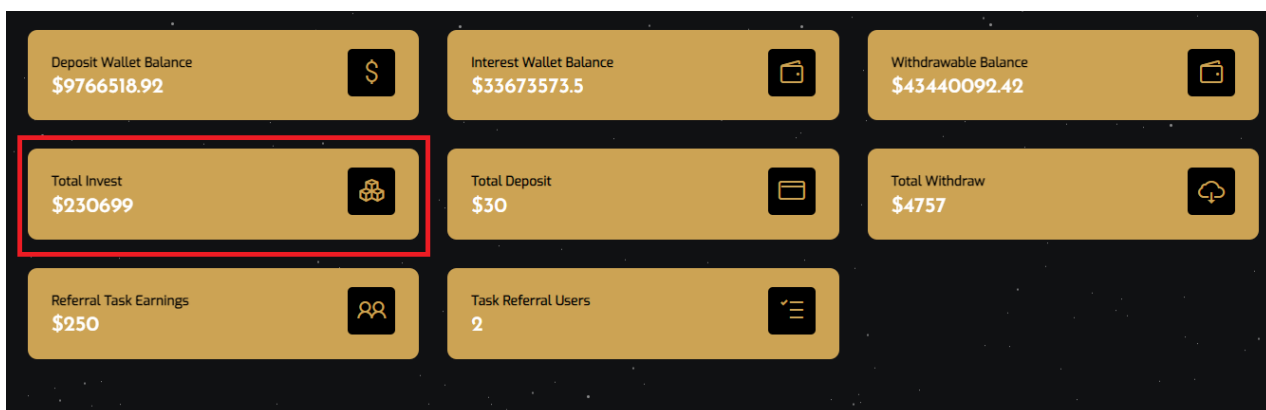 Deposit Wallet Balance
$9766518.92
Interest Wallet Balance
$33673573.5
Withdrawable Balance
$43440092.42
Total Invest
$230699
Total Deposit
$30
Total Withdraw
$4757
Referral Task Earnings
$250
Task Referral Users
2